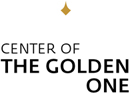 CENTER OF
THE GOLDEN
ONE